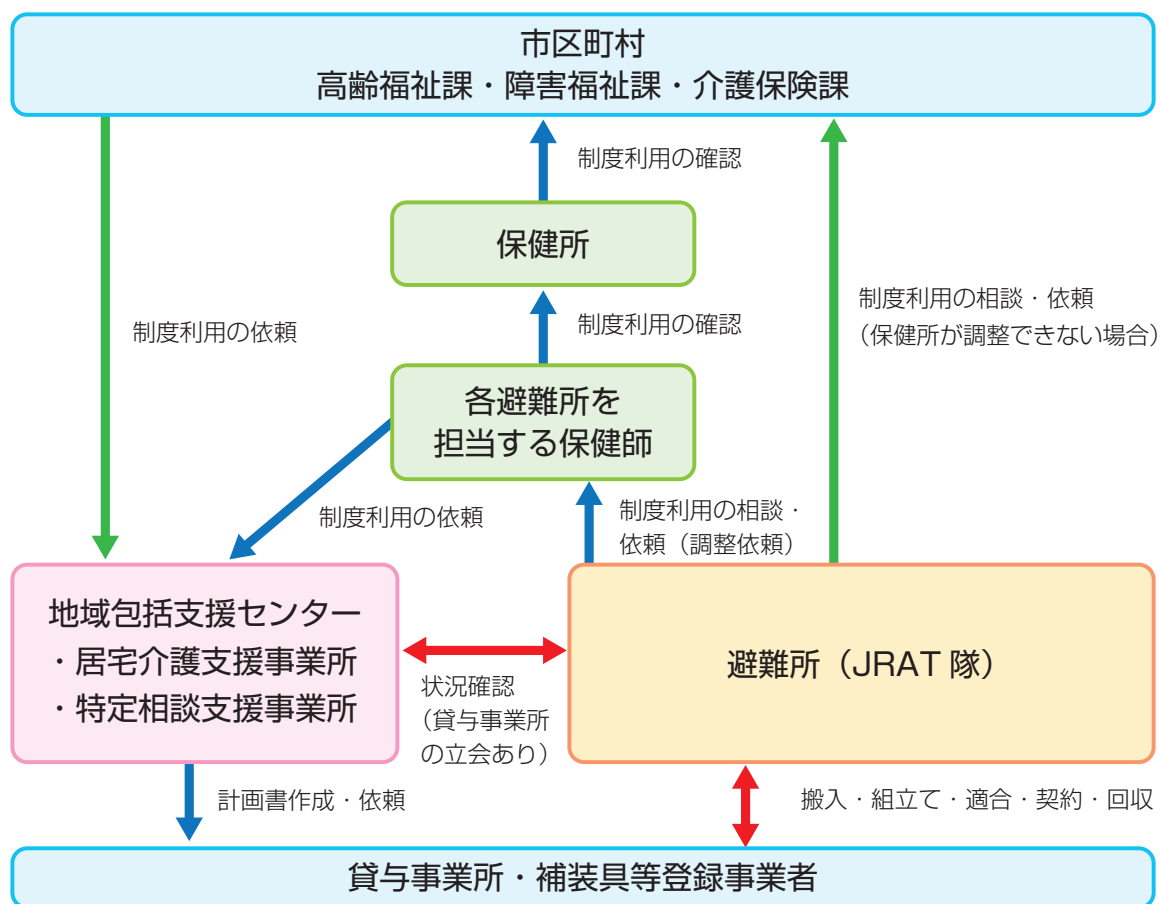 市区町村
高齢福祉課・障害福祉課・介護保険課
制度利用の確認
保健所
制度利用の相談・依頼
（保健所が調整できない場合）
制度利用の依頼
制度利用の確認
各避難所を
担当する保健師
制度利用の依頼
制度利用の相談・
依頼（調整依頼）
地域包括支援センター
・居宅介護支援事業所
・特定相談支援事業所
状況確認
（貸与事業所
の立会あり）
避難所（JRAT 隊）
計画書作成・依頼
搬入・組立て・適合・契約・回収
貸与事業所・補装具等登録事業者